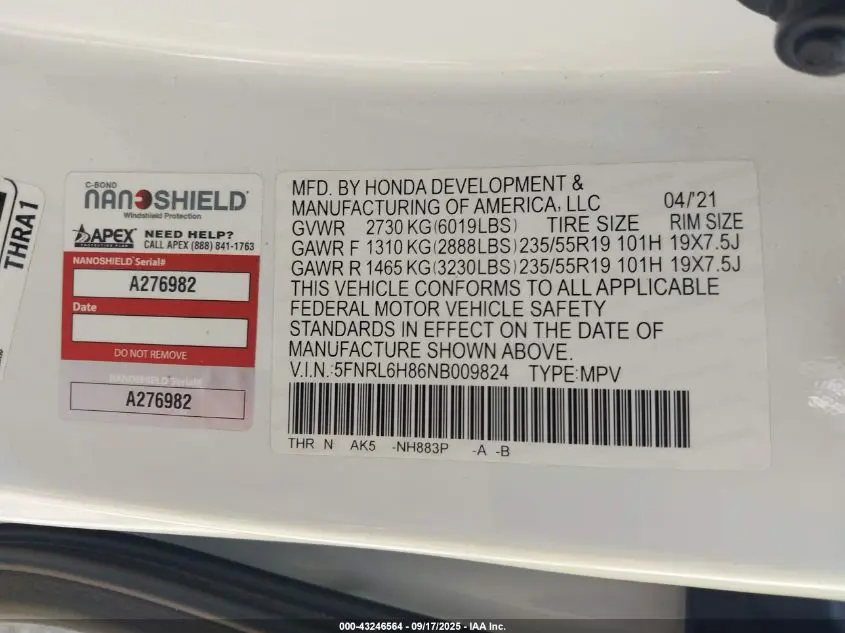 THRA1
C-BOND
NANOSHIELD
Windshield Protection
APEX
NEED HELP?
CALL APEX (888) 841-1763
NANOSHIELD Serial#
A276982
Date
DO NOT REMOVE
NANOSHIELD Serial#
A276982
MFD. BY HONDA DEVELOPMENT &
MANUFACTURING OF AMERICA, LLC 04/'21
GVWR 2730 KG(6019LBS) TIRE SIZE RIM SIZE
GAWR F 1310 KG(2888LBS) 235/55R19 101H 19X7.5J
GAWR R 1465 KG(3230LBS) 235/55R19 101H 19X7.5J
THIS VEHICLE CONFORMS TO ALL APPLICABLE
FEDERAL MOTOR VEHICLE SAFETY
STANDARDS IN EFFECT ON THE DATE OF
MANUFACTURE SHOWN ABOVE.
V.I.N.:5FNRL6H86NB009824 TYPE:MPV
THR N AK5 -NH883P -A -B
000-43246564 - 09/17/2025 - IAA Inc.